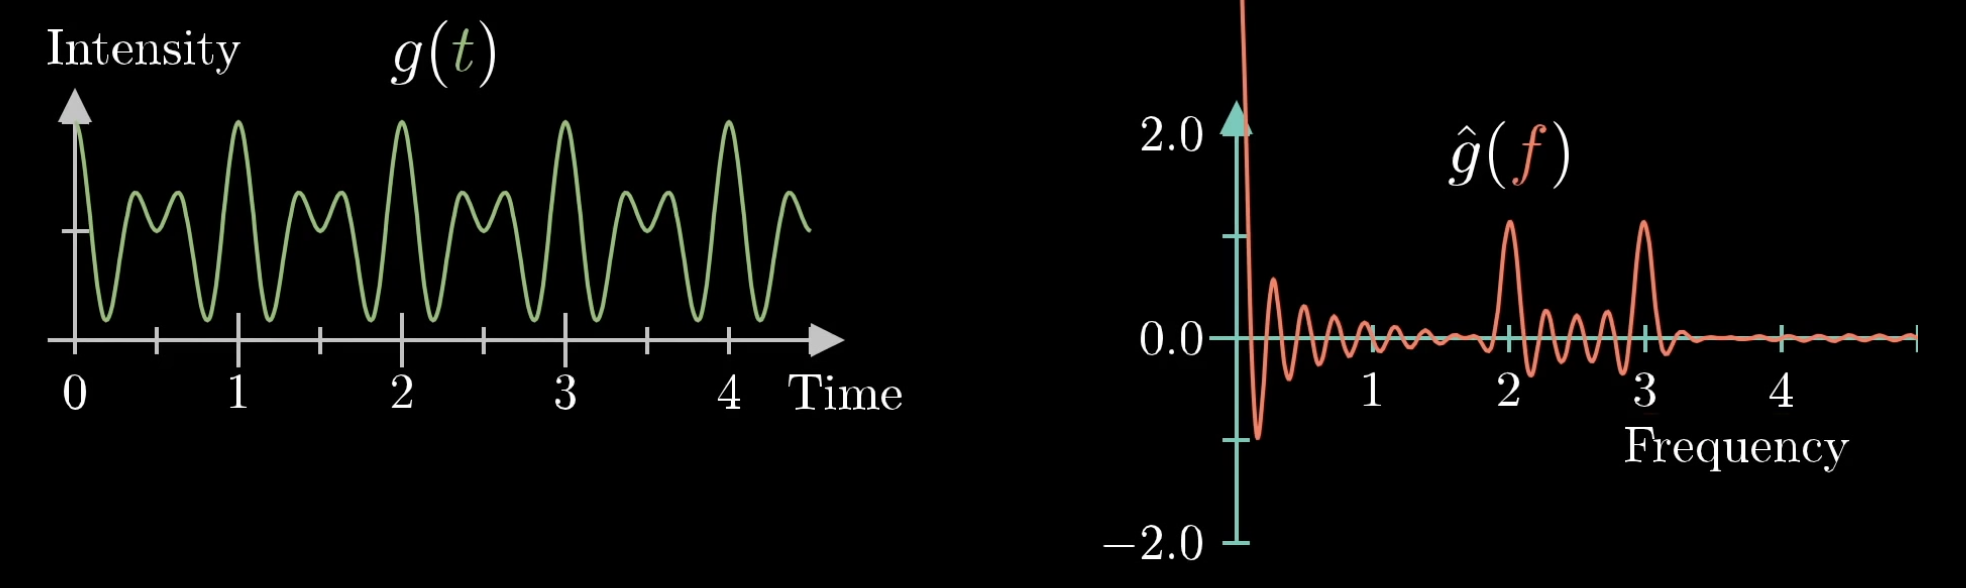 Intensity
g(t)
0 1 2 3 4 Time
2.0
ĝ(f)
0.0
1 2 3 4
Frequency
−2.0